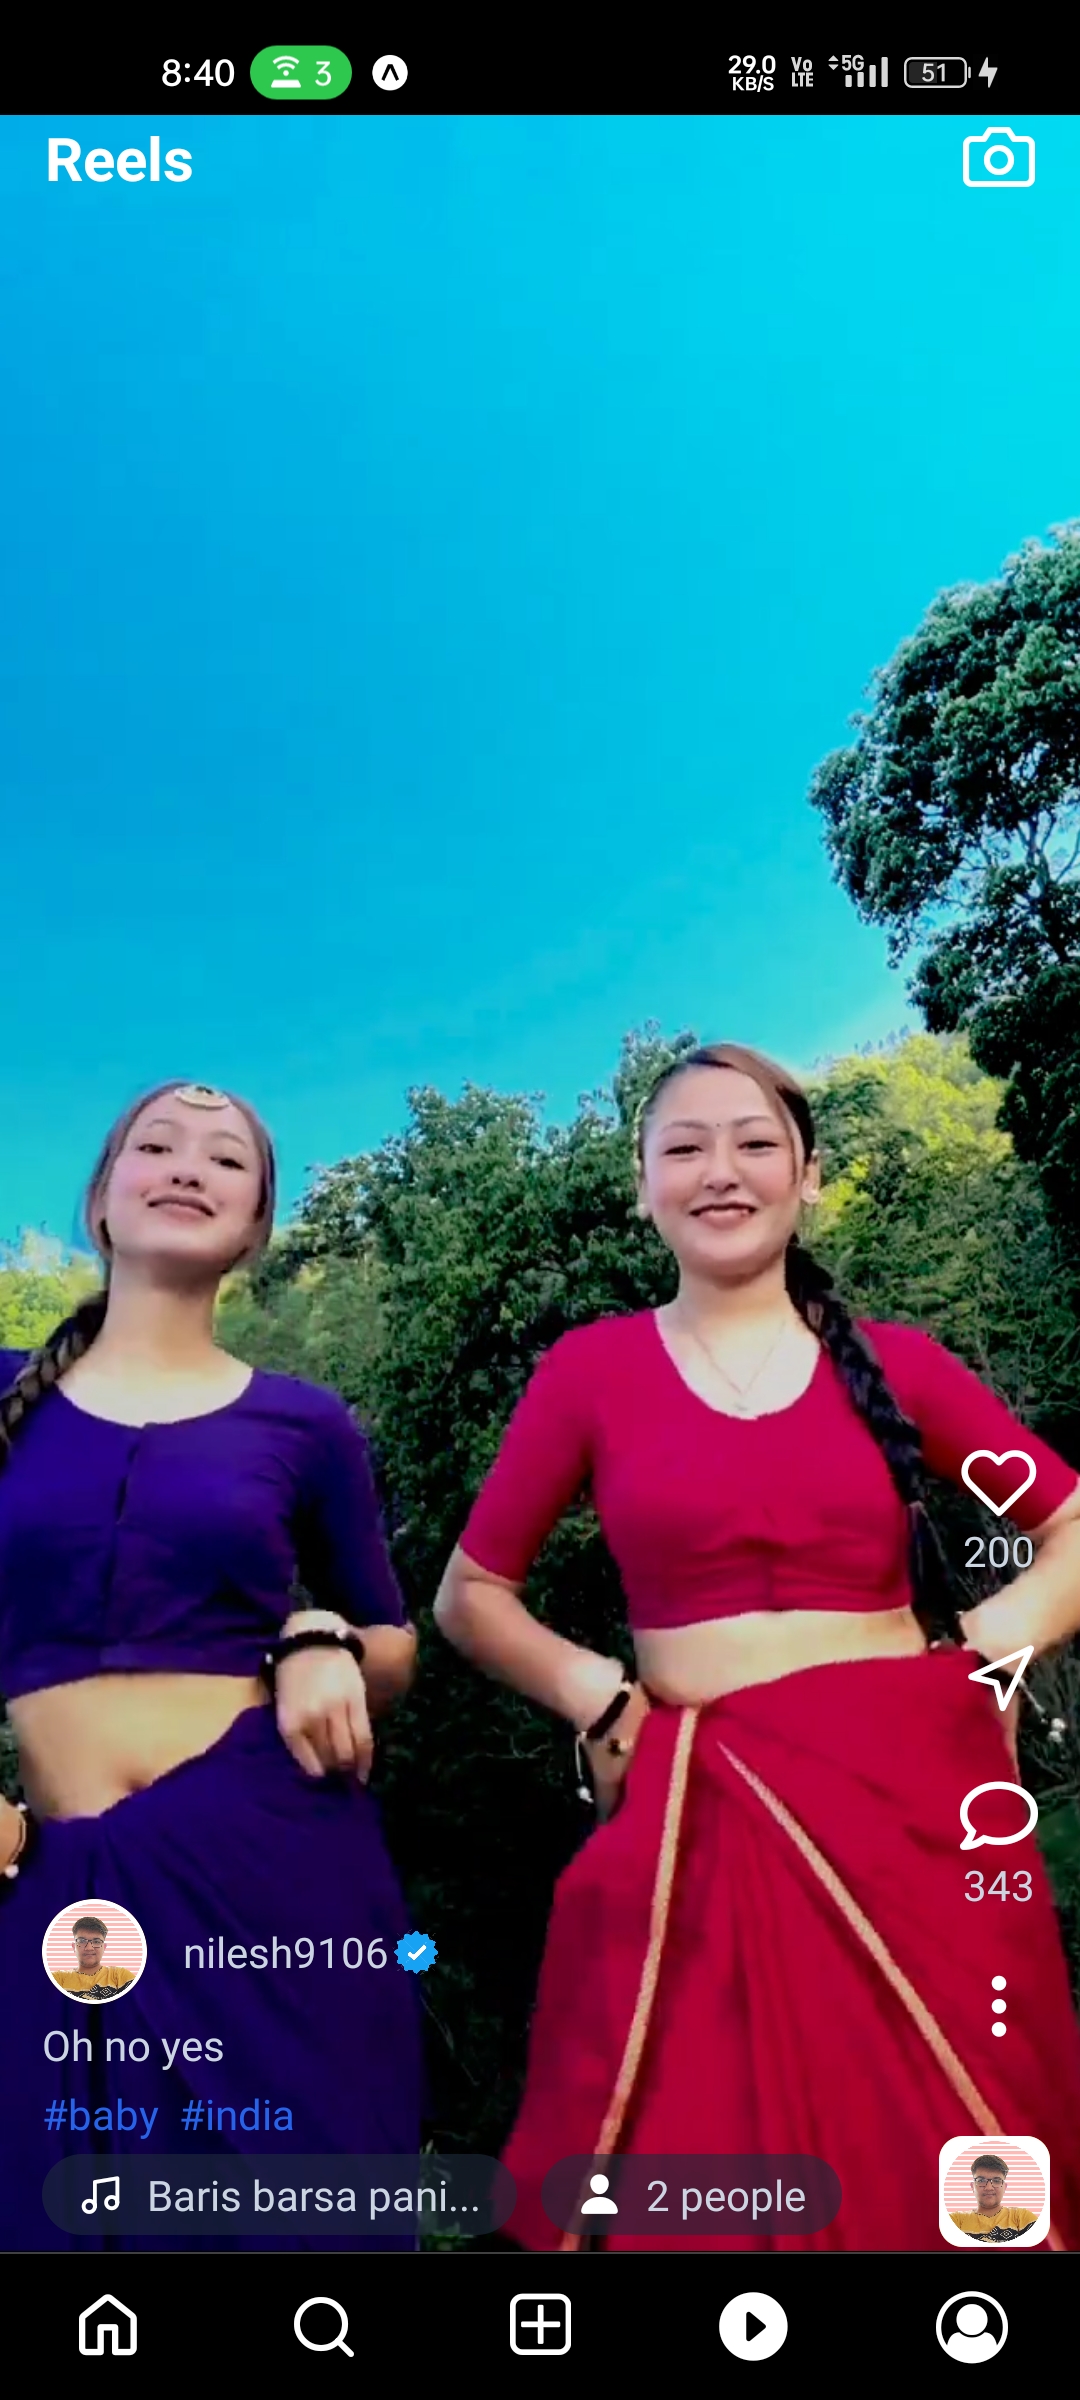 8:40 3 29.0 KB/S Vo LTE 5G 51
Reels
200
343
nilesh9106
Oh no yes
#baby #india
Baris barsa pani... 2 people